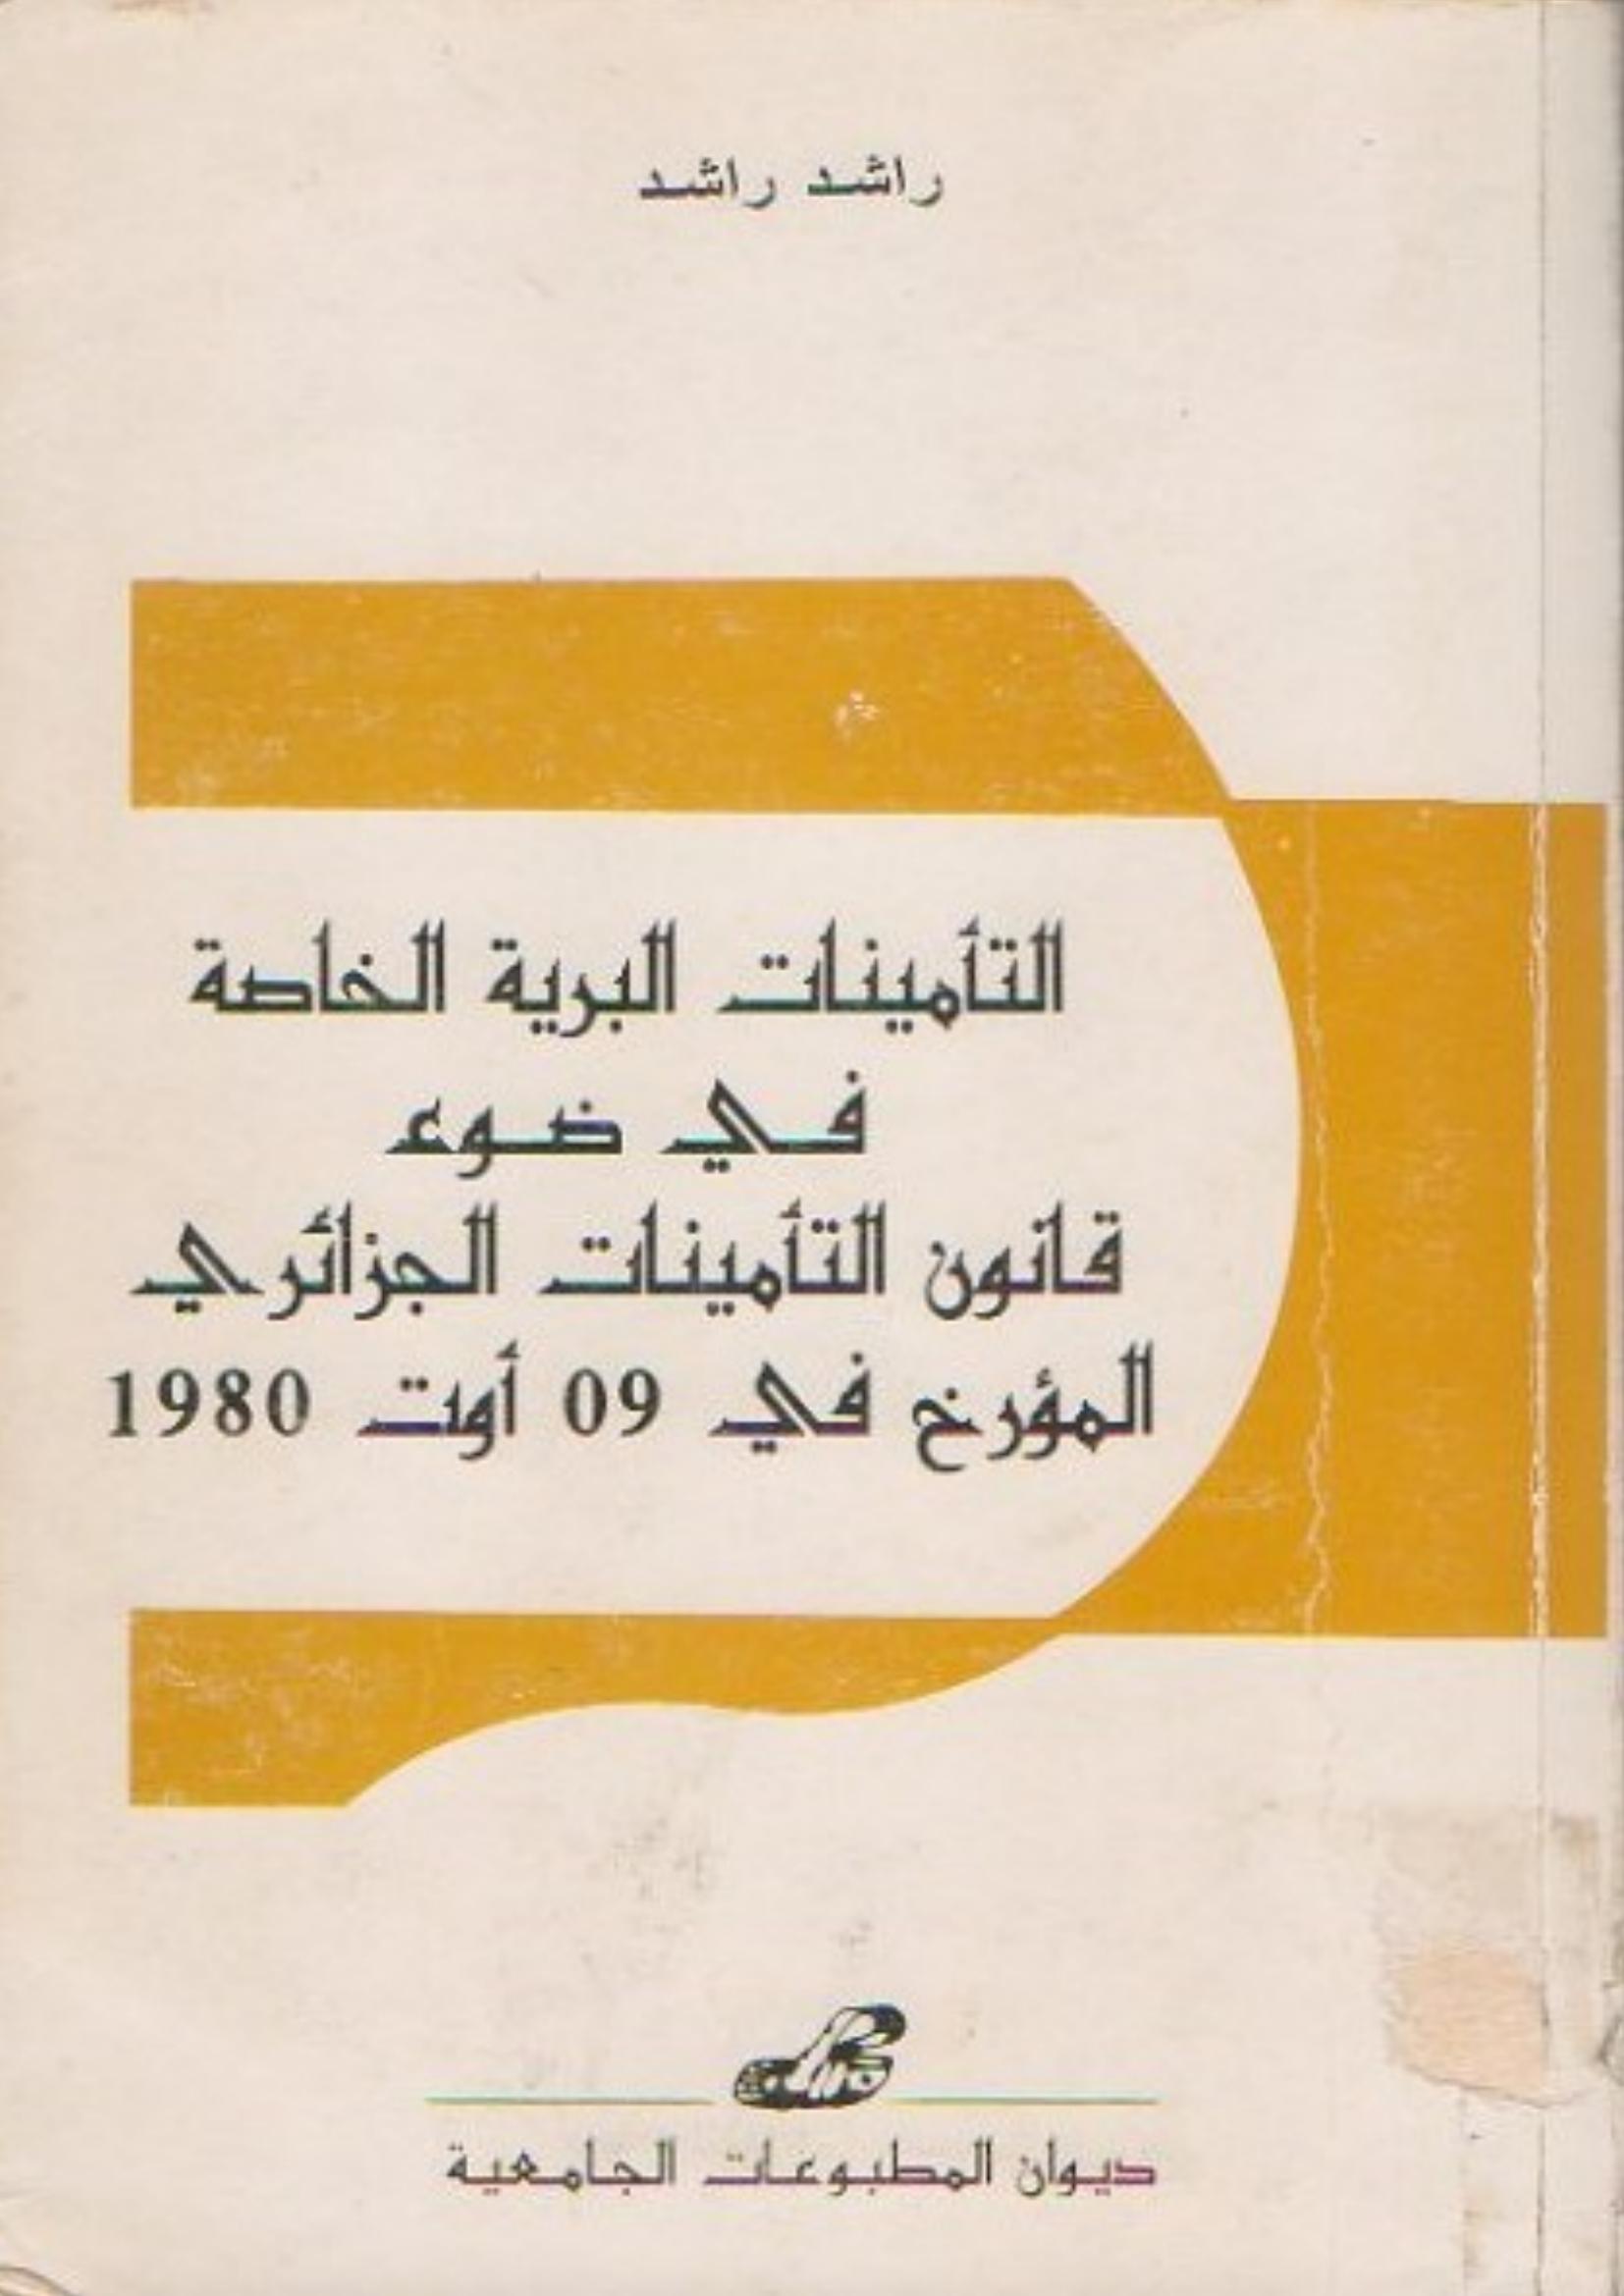 راشد راشد
التأمينات البرية الخاصة
في ضوء
قانون التأمينات الجزائري
المؤرخ في 09 أوت 1980
ديوان المطبوعات الجامعية